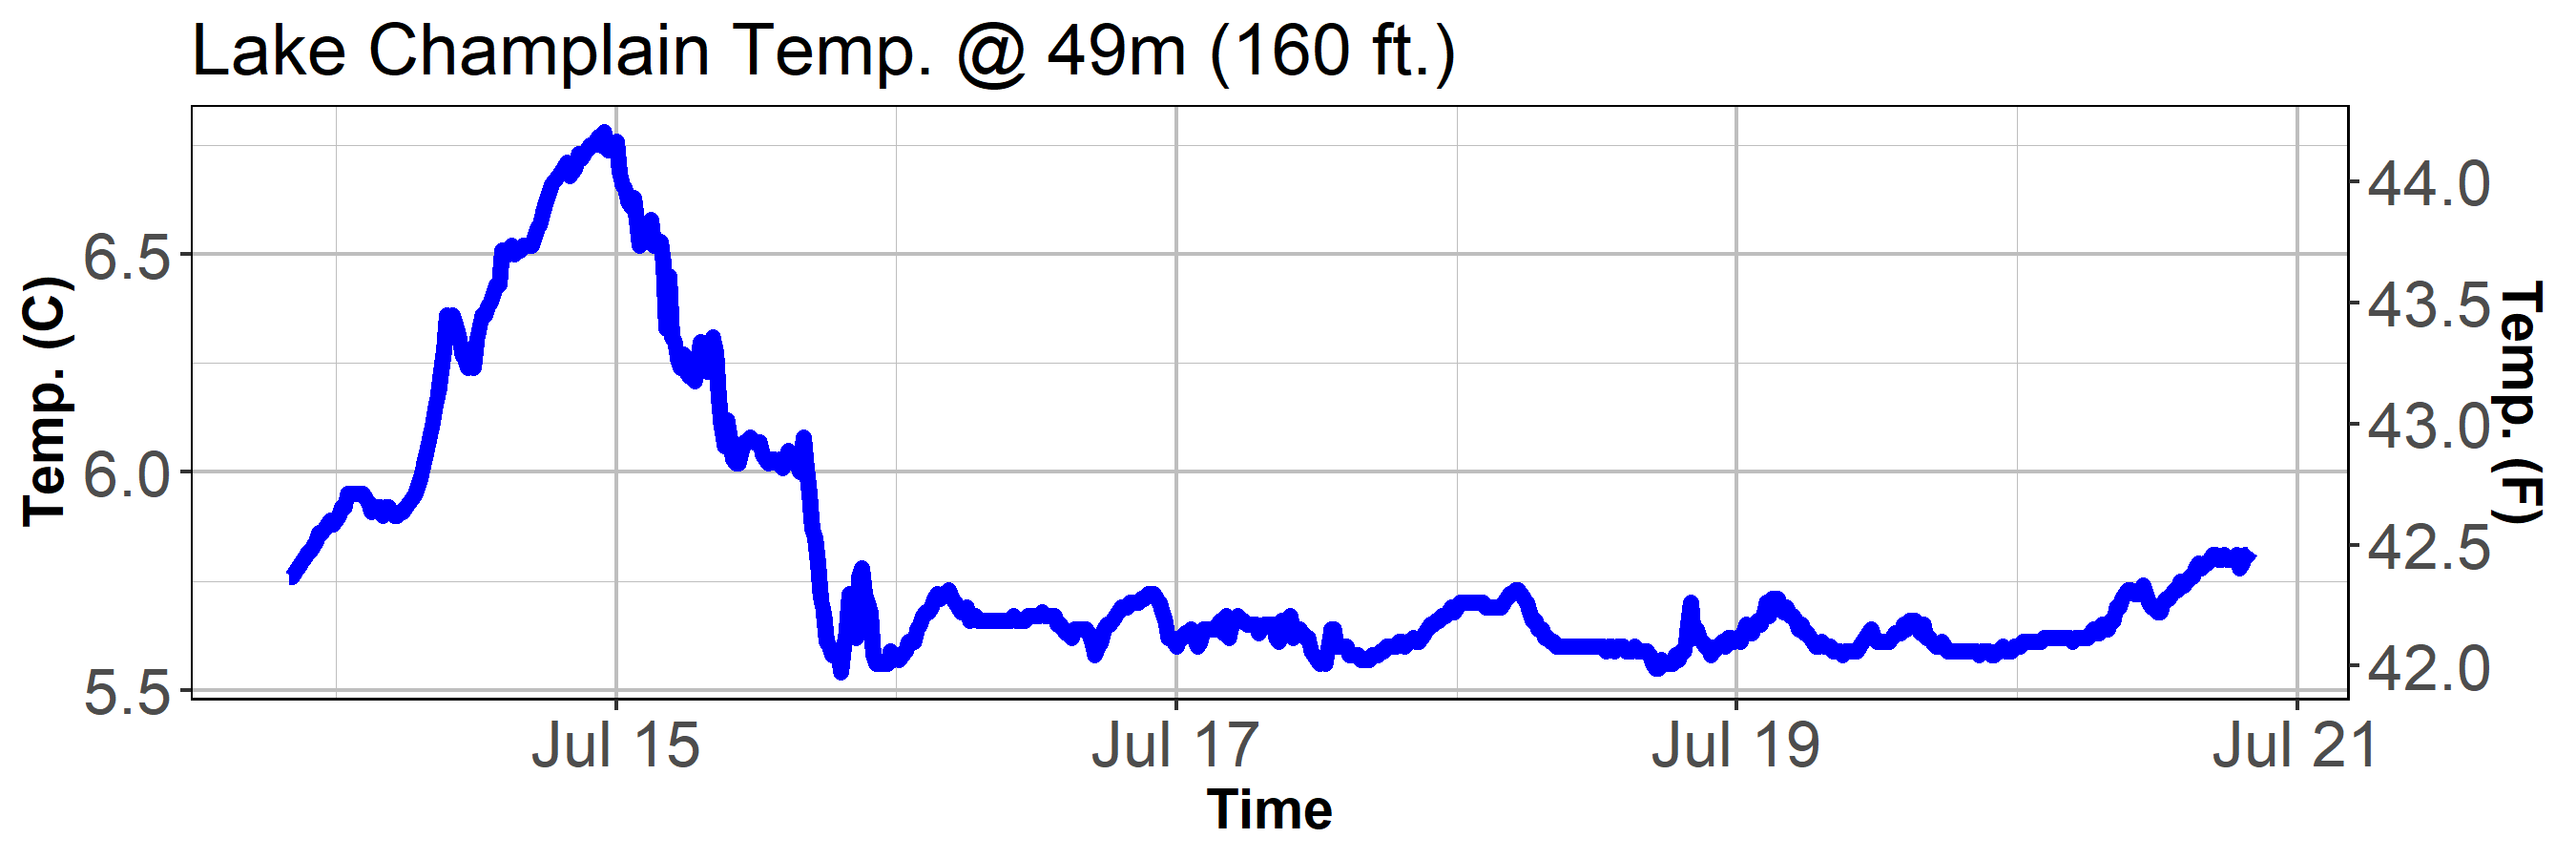 Lake Champlain Temp. @ 49m (160 ft.)
Temp. (C)
6.5
6.0
5.5
44.0
43.5
43.0
42.5
42.0
Temp. (F)
Jul 15
Jul 17
Jul 19
Jul 21
Time